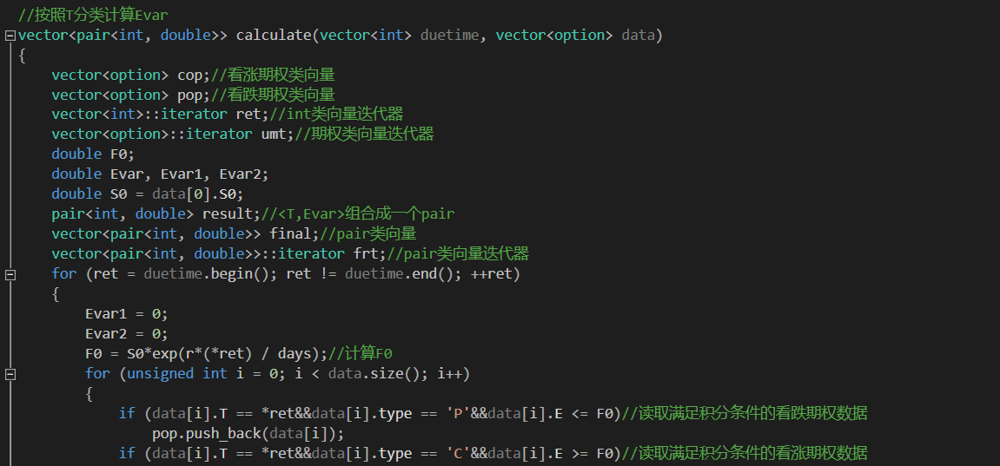 //按照T分类计算Evar
vector<pair<int, double>> calculate(vector<int> duetime, vector<option> data)
{
vector<option> cop;//看涨期权类向量
vector<option> pop;//看跌期权类向量
vector<int>::iterator ret;//int类向量迭代器
vector<option>::iterator umt;//期权类向量迭代器
double F0;
double Evar, Evar1, Evar2;
double S0 = data[0].S0;
pair<int, double> result;//<T,Evar>组合成一个pair
vector<pair<int, double>> final;//pair类向量
vector<pair<int, double>>::iterator frt;//pair类向量迭代器
for (ret = duetime.begin(); ret != duetime.end(); ++ret)
{
Evar1 = 0;
Evar2 = 0;
F0 = S0*exp(r*(*ret) / days);//计算F0
for (unsigned int i = 0; i < data.size(); i++)
{
if (data[i].T == *ret&&data[i].type == 'P'&&data[i].E <= F0)//读取满足积分条件的看跌期权数据
pop.push_back(data[i]);
if (data[i].T == *ret&&data[i].type == 'C'&&data[i].E >= F0)//读取满足积分条件的看涨期权数据